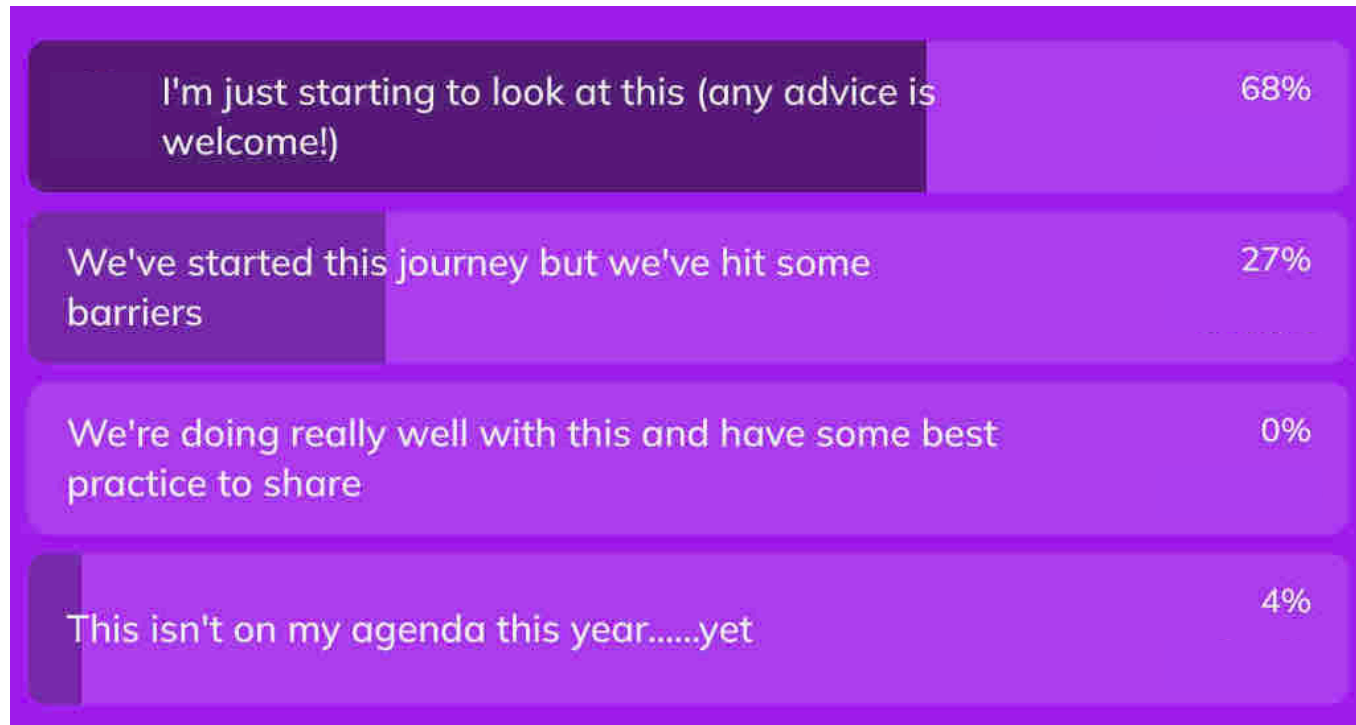 I'm just starting to look at this (any advice is
welcome!)
68%
We've started this journey but we've hit some
barriers
27%
We're doing really well with this and have some best
practice to share
0%
This isn't on my agenda this year......yet
4%